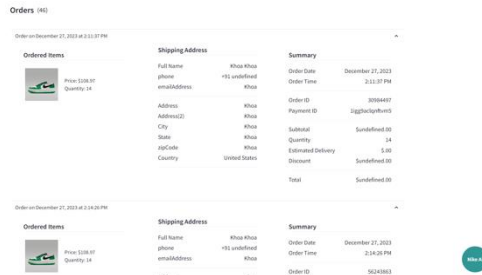 Orders (46)
Order on December 27, 2023 at 2:11:37 PM
Ordered Items
Price: $108.97
Quantity: 14
Shipping Address
Full Name Khoa Khoa
phone +91 undefined
emailAddress Khoa
Address Khoa
Address(2) Khoa
City Khoa
State Khoa
zipCode Khoa
Country United States
Summary
Order Date December 27, 2023
Order Time 2:11:37 PM
Order ID 30984497
Payment ID
Subtotal $undefined.00
Quantity 14
Estimated Delivery $.00
Discount $undefined.00
Total $undefined.00
Order on December 27, 2023 at 2:14:26 PM
Ordered Items
Price: $108.97
Quantity: 14
Shipping Address
Full Name Khoa Khoa
phone +91 undefined
emailAddress Khoa
Summary
Order Date December 27, 2023
Order Time 2:14:26 PM
Order ID 56243863
Nike